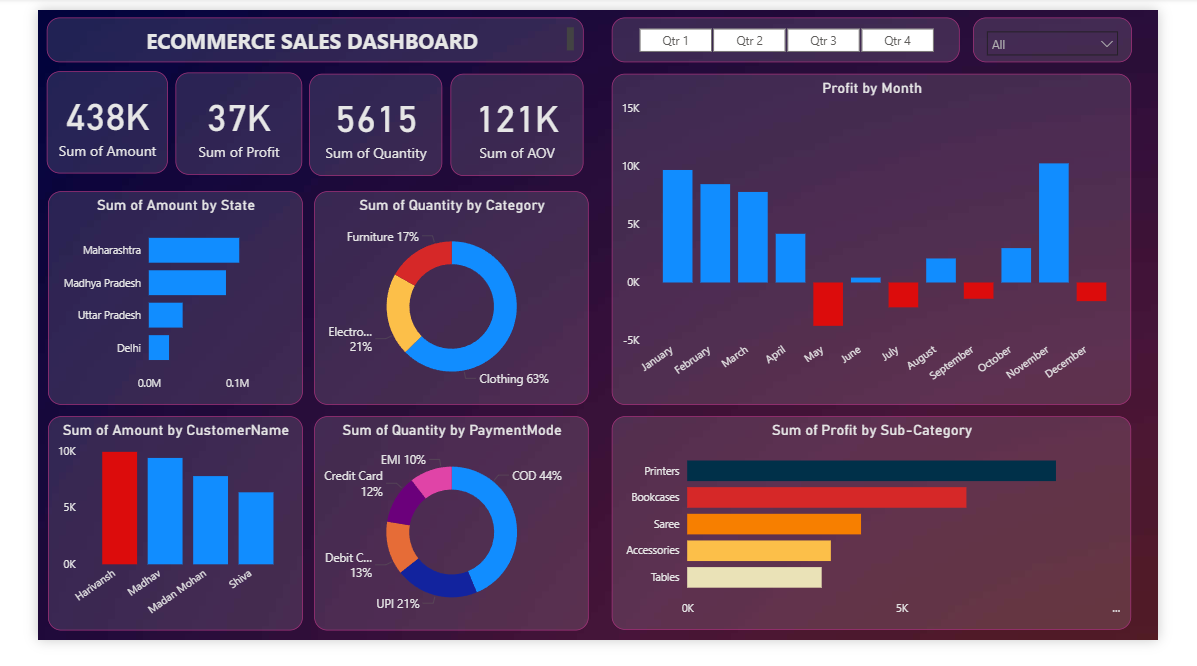 ECOMMERCE SALES DASHBOARD
Qtr 1
Qtr 2
Qtr 3
Qtr 4
All
438K
Sum of Amount
37K
Sum of Profit
5615
Sum of Quantity
121K
Sum of AOV
Profit by Month
15K
10K
5K
0K
-5K
January
February
March
April
May
June
July
August
September
October
November
December
Sum of Amount by State
Maharashtra
Madhya Pradesh
Uttar Pradesh
Delhi
0.0M
0.1M
Sum of Quantity by Category
Furniture 17%
Electro...
21%
Clothing 63%
Sum of Amount by CustomerName
10K
5K
0K
Harivansh
Madhav
Madan Mohan
Shiva
Sum of Quantity by PaymentMode
EMI 10%
Credit Card
12%
COD 44%
Debit C...
13%
UPI 21%
Sum of Profit by Sub-Category
Printers
Bookcases
Saree
Accessories
Tables
0K
5K
...